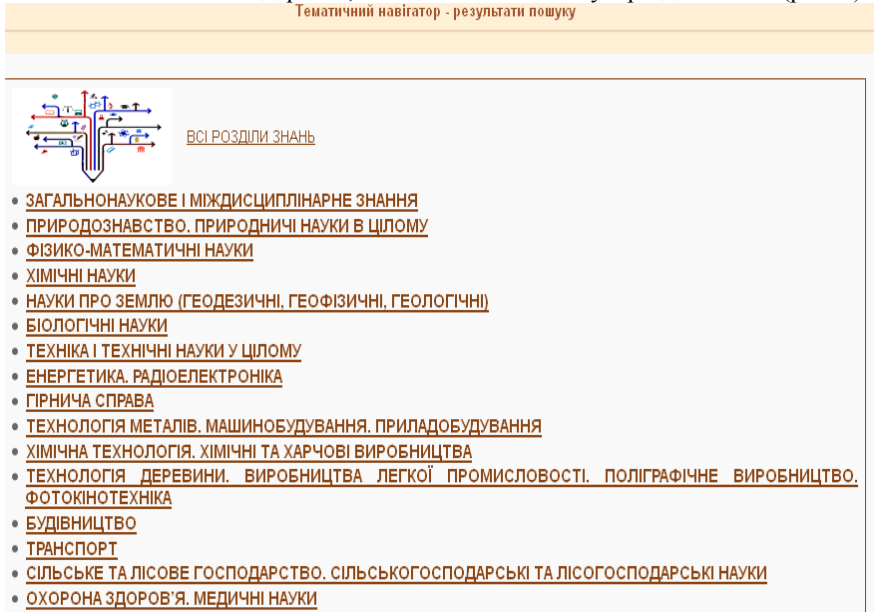 Тематичний навігатор - результати пошуку
ВСІ РОЗДІЛИ ЗНАНЬ
ЗАГАЛЬНОНАУКОВЕ І МІЖДИСЦИПЛІНАРНЕ ЗНАННЯ
ПРИРОДОЗНАВСТВО. ПРИРОДНИЧІ НАУКИ В ЦІЛОМУ
ФІЗИКО-МАТЕМАТИЧНІ НАУКИ
ХІМІЧНІ НАУКИ
НАУКИ ПРО ЗЕМЛЮ (ГЕОДЕЗИЧНІ, ГЕОФІЗИЧНІ, ГЕОЛОГІЧНІ)
БІОЛОГІЧНІ НАУКИ
ТЕХНІКА І ТЕХНІЧНІ НАУКИ У ЦІЛОМУ
ЕНЕРГЕТИКА. РАДІОЕЛЕКТРОНІКА
ГІРНИЧА СПРАВА
ТЕХНОЛОГІЯ МЕТАЛІВ. МАШИНОБУДУВАННЯ. ПРИЛАДОБУДУВАННЯ
ХІМІЧНА ТЕХНОЛОГІЯ. ХІМІЧНІ ТА ХАРЧОВІ ВИРОБНИЦТВА
ТЕХНОЛОГІЯ ДЕРЕВИНИ. ВИРОБНИЦТВА ЛЕГКОЇ ПРОМИСЛОВОСТІ. ПОЛІГРАФІЧНЕ ВИРОБНИЦТВО.
ФОТОКІНОТЕХНІКА
БУДІВНИЦТВО
ТРАНСПОРТ
СІЛЬСЬКЕ ТА ЛІСОВЕ ГОСПОДАРСТВО. СІЛЬСЬКОГОСПОДАРСЬКІ ТА ЛІСОГОСПОДАРСЬКІ НАУКИ
ОХОРОНА ЗДОРОВ'Я. МЕДИЧНІ НАУКИ